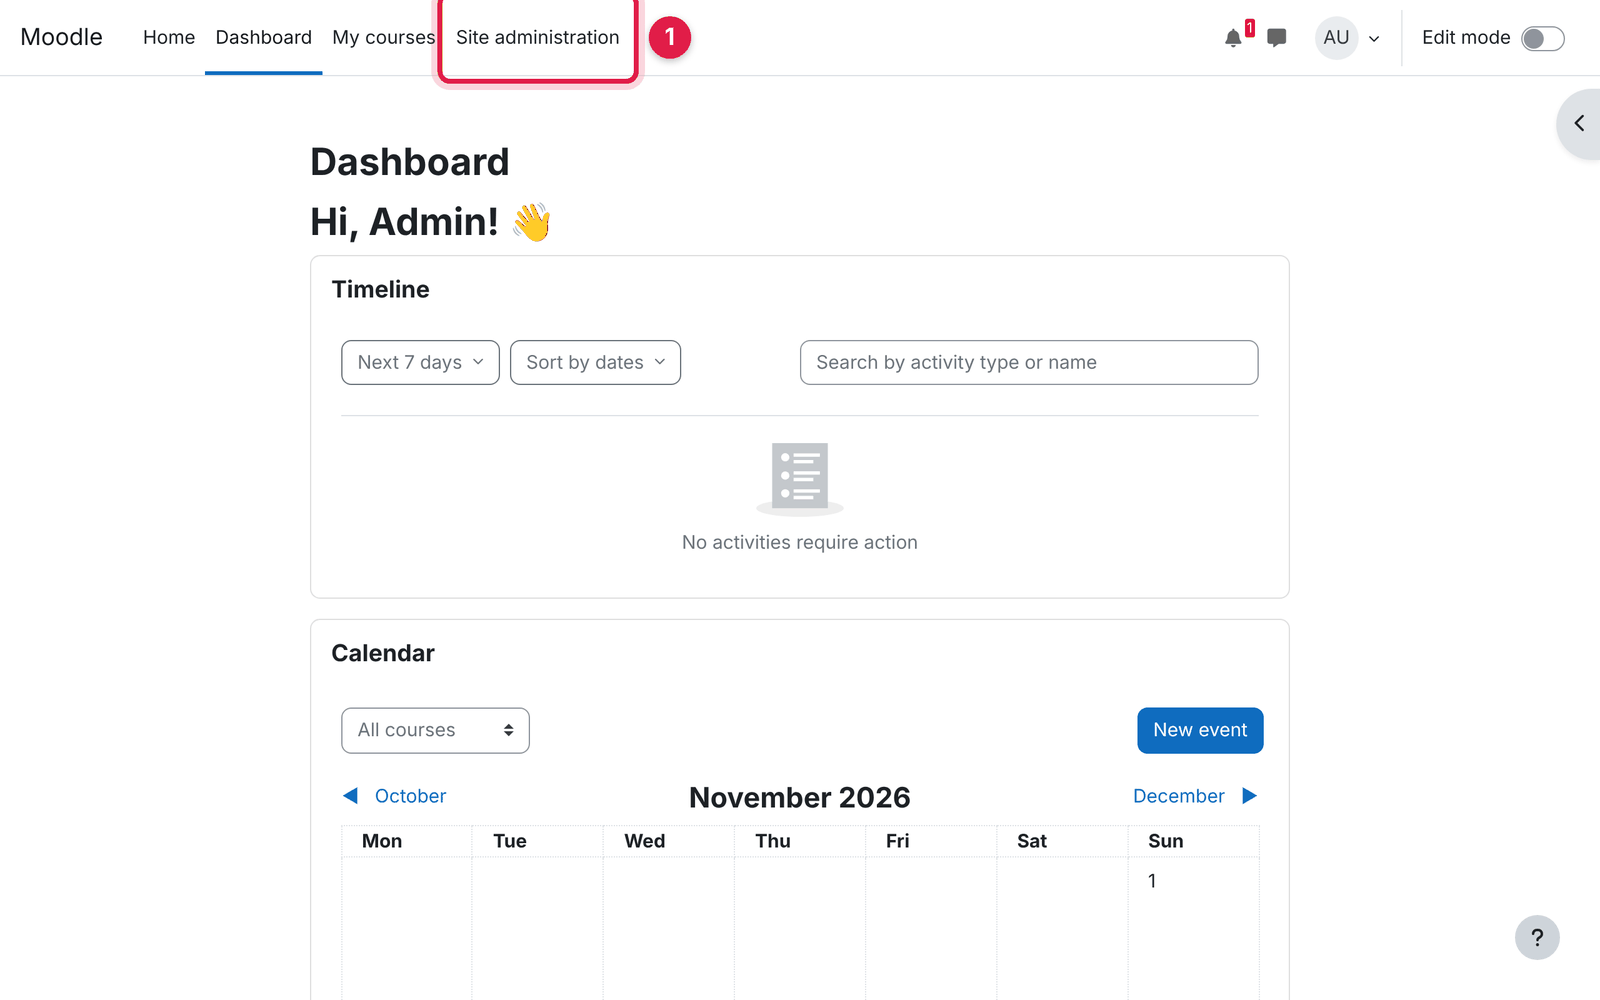 Moodle
Home
Dashboard
My courses
Site administration
1
1
AU
Edit mode
Dashboard
Hi, Admin! 👋
Timeline
Next 7 days
Sort by dates
Search by activity type or name
No activities require action
Calendar
All courses
New event
October
November 2026
December
Mon Tue Wed Thu Fri Sat Sun
1
?